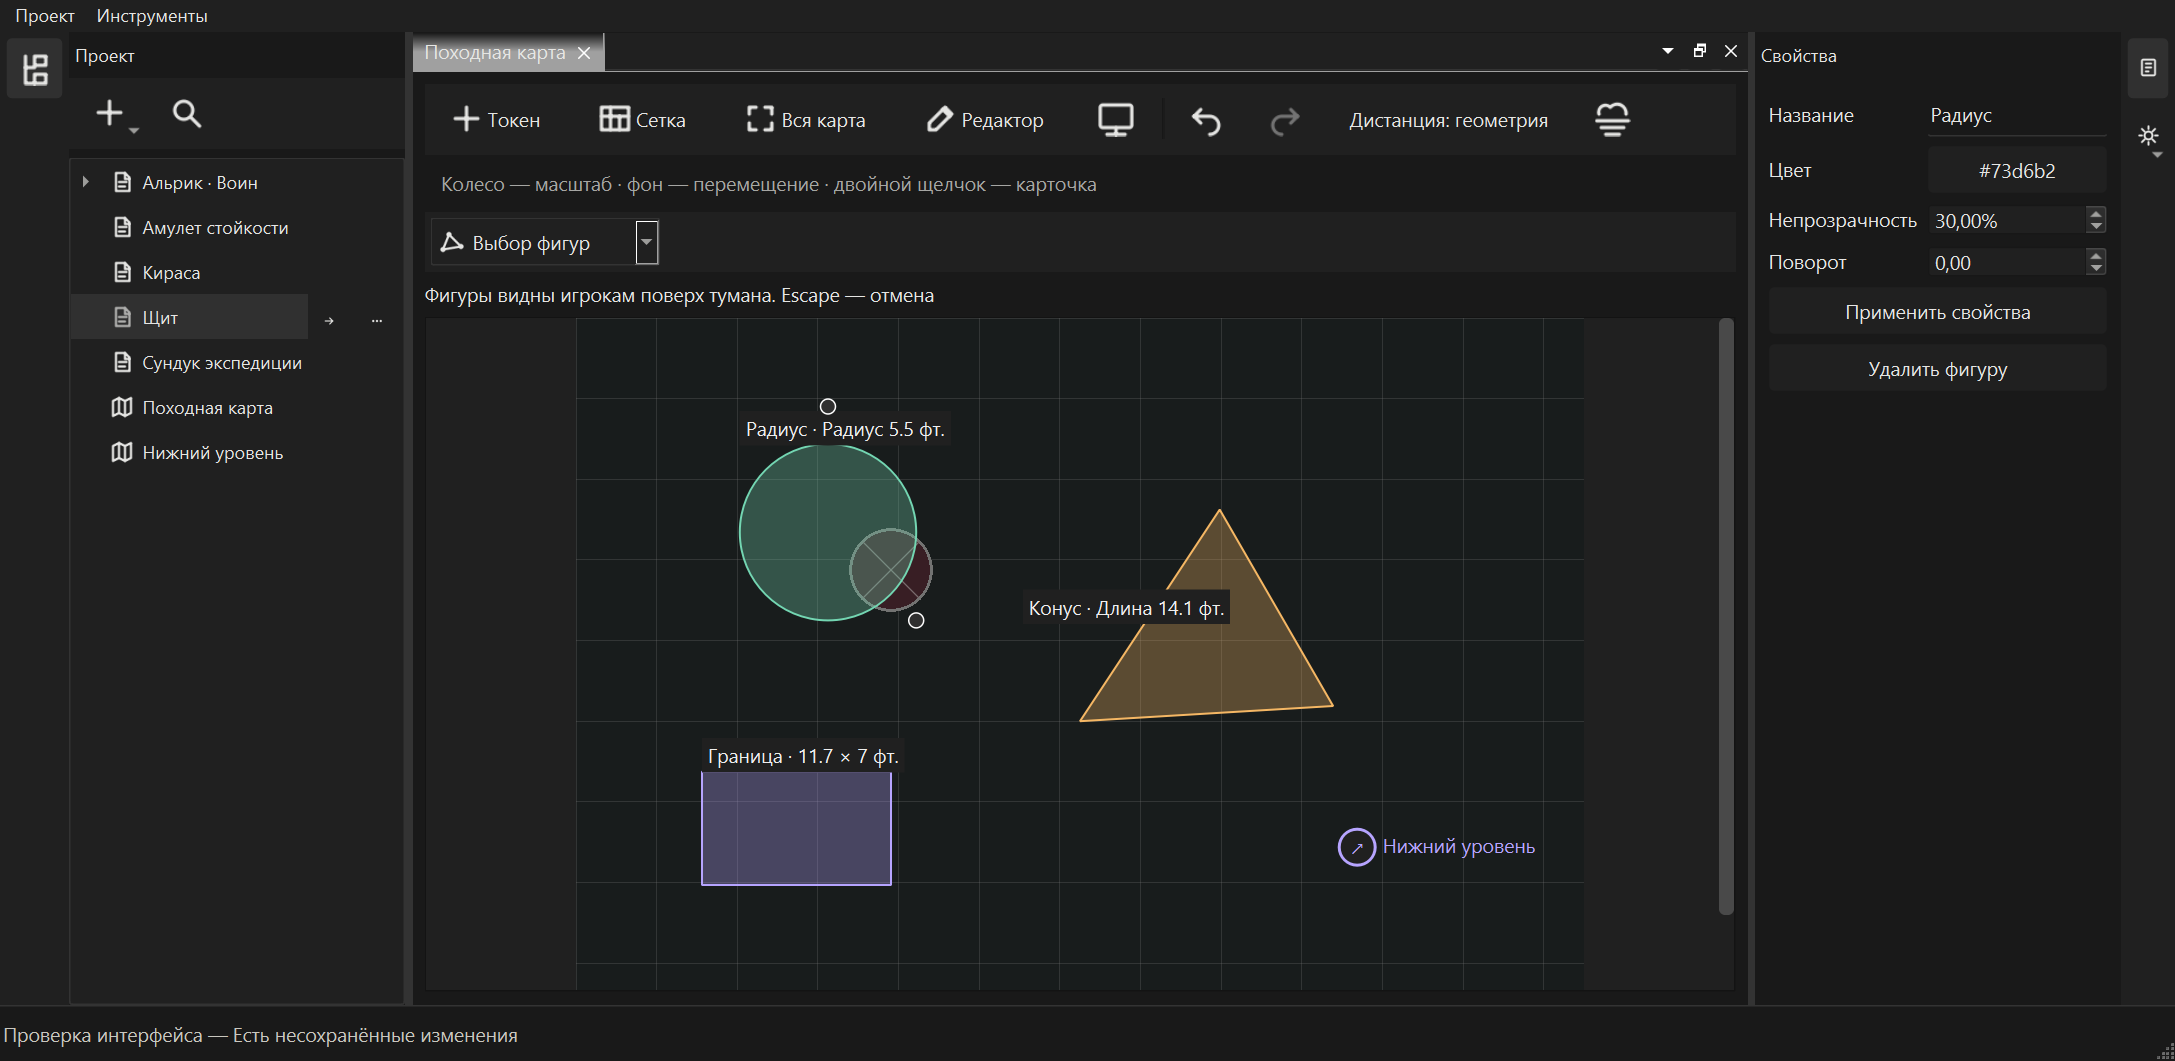 Проект Инструменты
Проект
Альрик · Воин
Амулет стойкости
Кираса
Щит → ...
Сундук экспедиции
Походная карта
Нижний уровень
Походная карта
Токен Сетка Вся карта Редактор Дистанция: геометрия
Колесо — масштаб · фон — перемещение · двойной щелчок — карточка
Выбор фигур
Фигуры видны игрокам поверх тумана. Escape — отмена
Радиус · Радиус 5.5 фт.
Конус · Длина 14.1 фт.
Граница · 11.7 × 7 фт.
Нижний уровень
Свойства
Название Радиус
Цвет #73d6b2
Непрозрачность 30,00%
Поворот 0,00
Применить свойства
Удалить фигуру
Проверка интерфейса — Есть несохранённые изменения